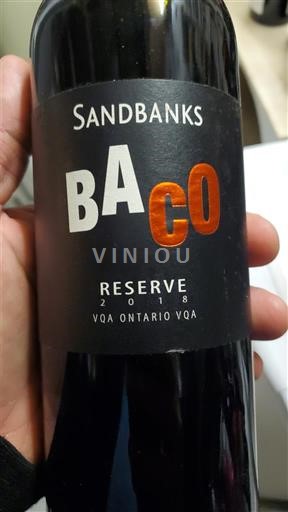 SANDBANKS
BACO
VINIOU
RESERVE
2018
VQA ONTARIO VQA